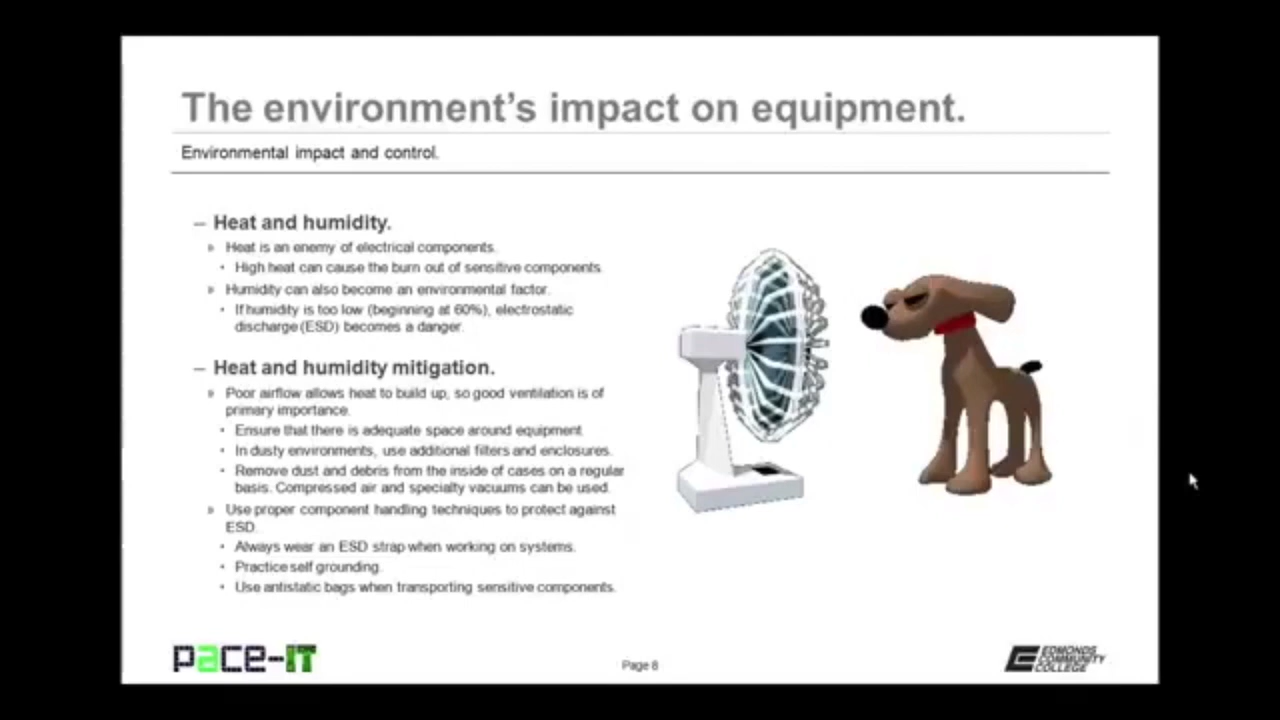 The environment's impact on equipment.
Environmental impact and control.
– Heat and humidity.
» Heat is an enemy of electrical components.
• High heat can cause the burn out of sensitive components.
» Humidity can also become an environmental factor.
• If humidity is too low (beginning at 60%), electrostatic
discharge (ESD) becomes a danger.
– Heat and humidity mitigation.
» Poor airflow allows heat to build up, so good ventilation is of
primary importance.
• Ensure that there is adequate space around equipment.
• In dusty environments, use additional filters and enclosures.
• Remove dust and debris from the inside of cases on a regular
basis. Compressed air and specialty vacuums can be used.
» Use proper component handling techniques to protect against
ESD.
• Always wear an ESD strap when working on systems.
• Practice self grounding.
• Use antistatic bags when transporting sensitive components.
pace-IT
Page 8
EDMONDS
COMMUNITY
COLLEGE